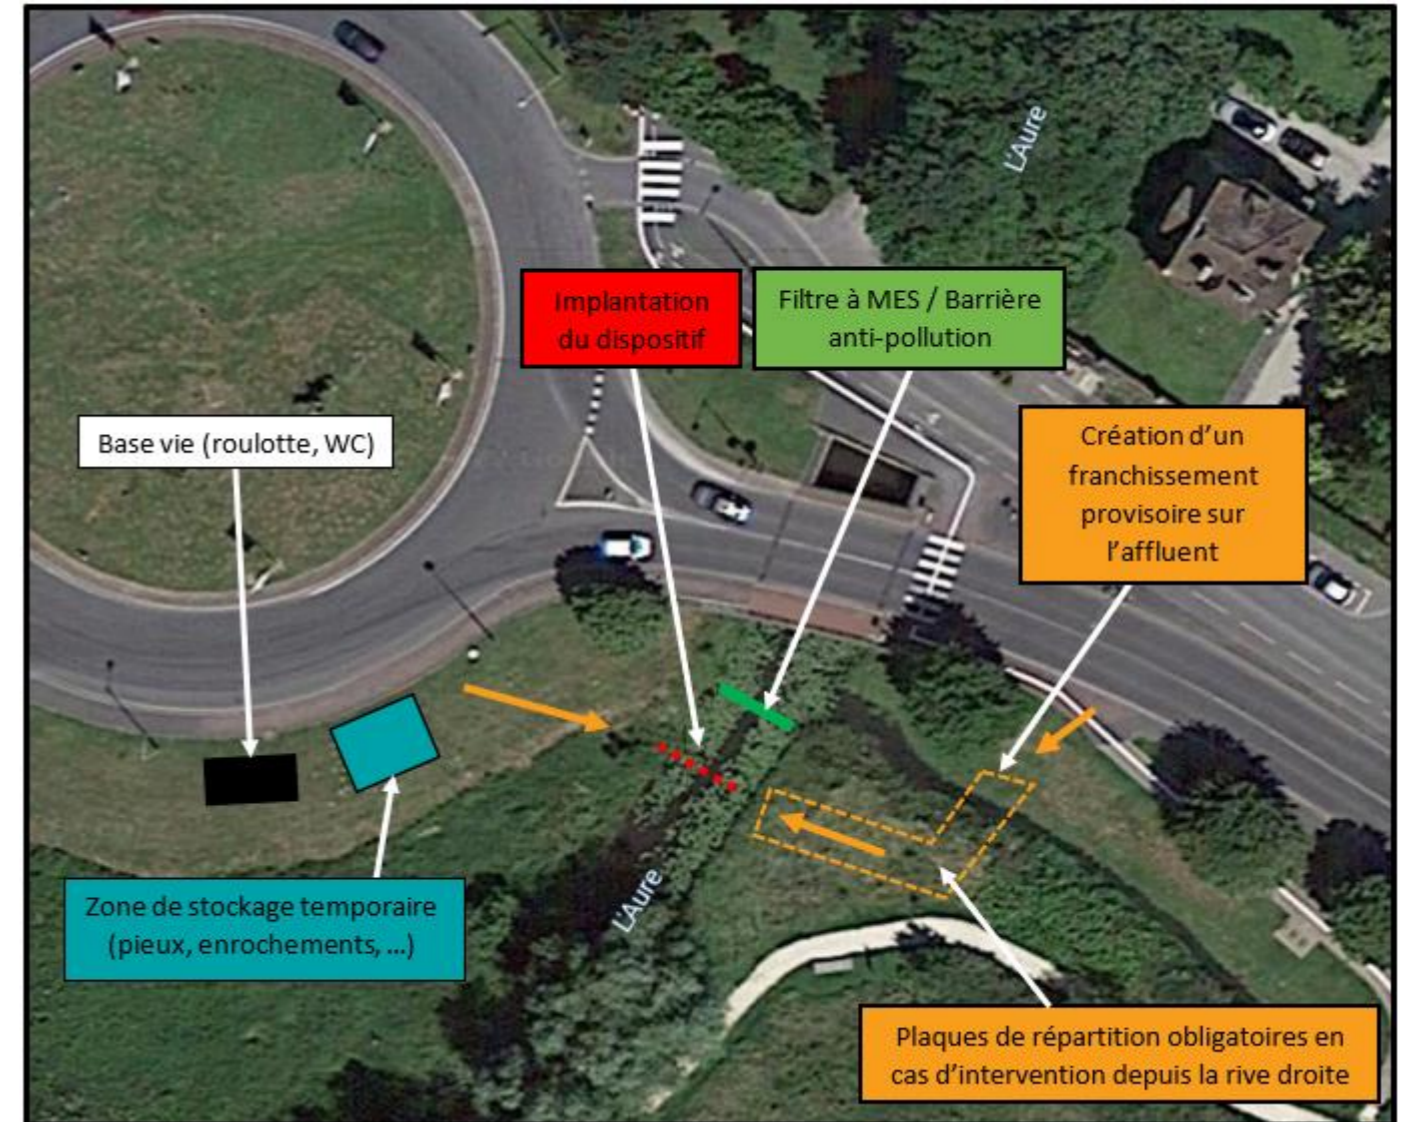 L'Aure
Implantation
du dispositif
Filtre à MES / Barrière
anti-pollution
Base vie (roulotte, WC)
Création d'un
franchissement
provisoire sur
l'affluent
L'Aure
Zone de stockage temporaire
(pieux, enrochements, ...)
Plaques de répartition obligatoires en
cas d'intervention depuis la rive droite